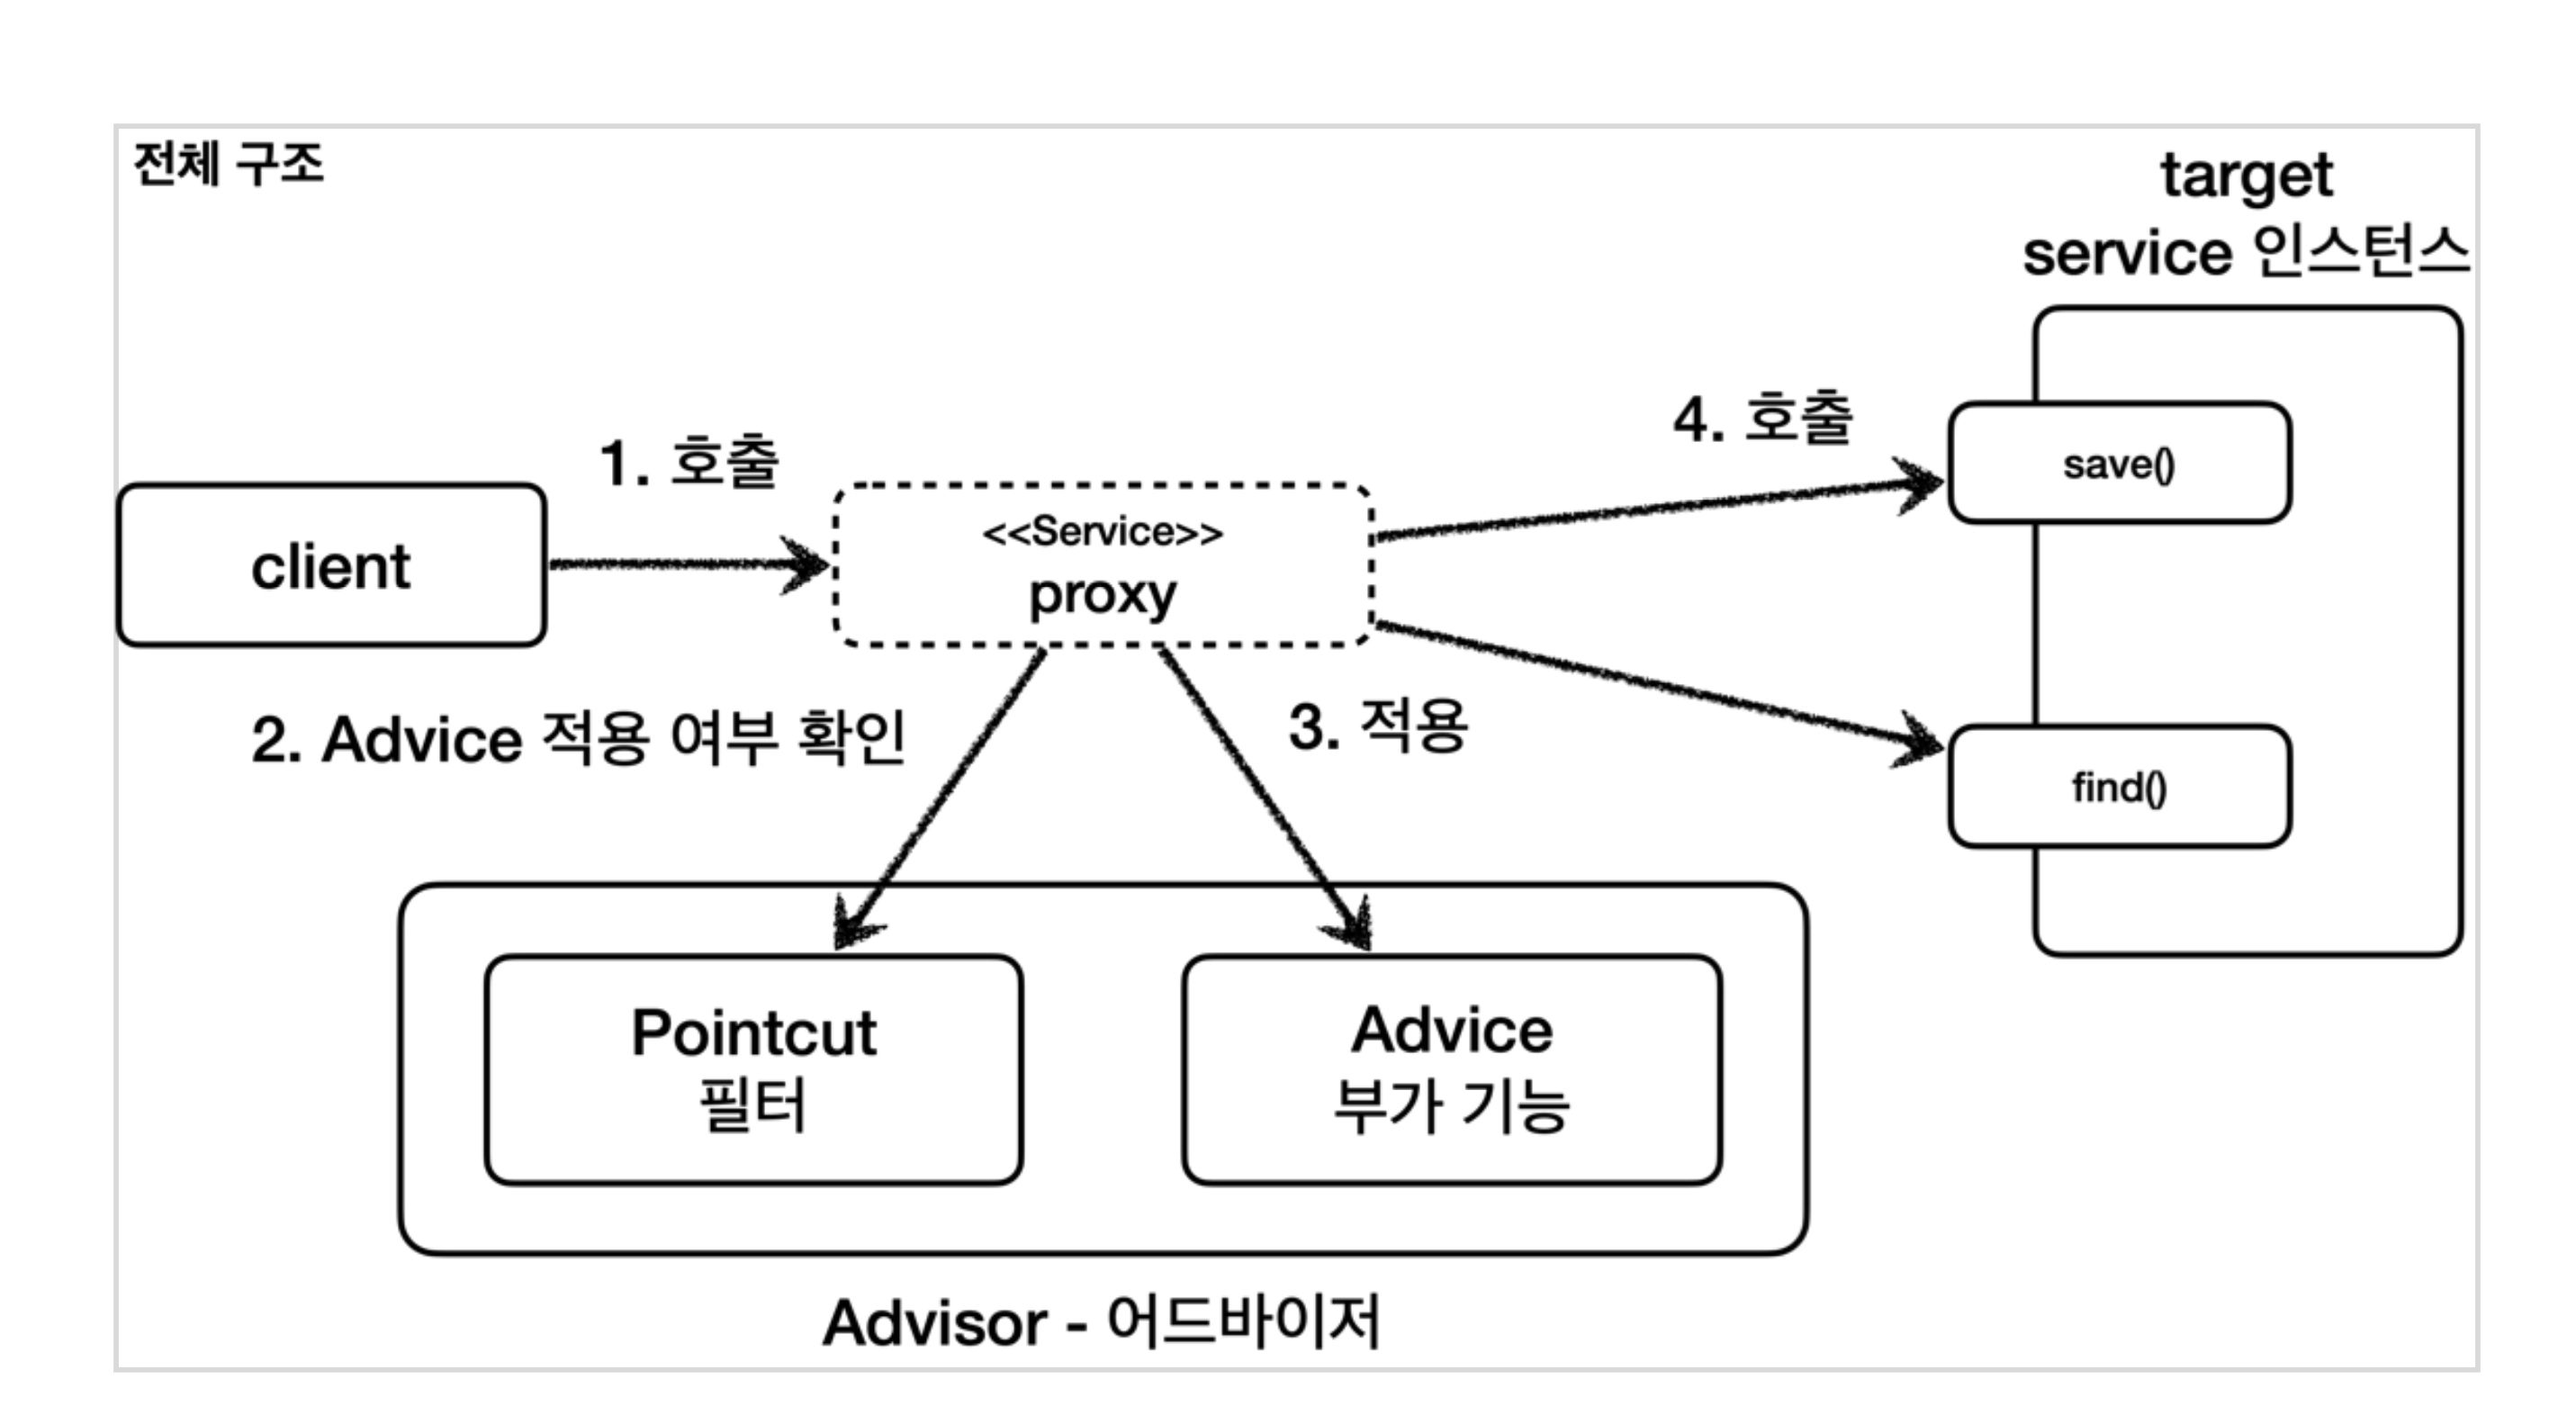 전체 구조
target
service 인스턴스
1. 호출
4. 호출
client
<<Service>>
proxy
save()
2. Advice 적용 여부 확인
3. 적용
find()
Pointcut
필터
Advice
부가 기능
Advisor - 어드바이저